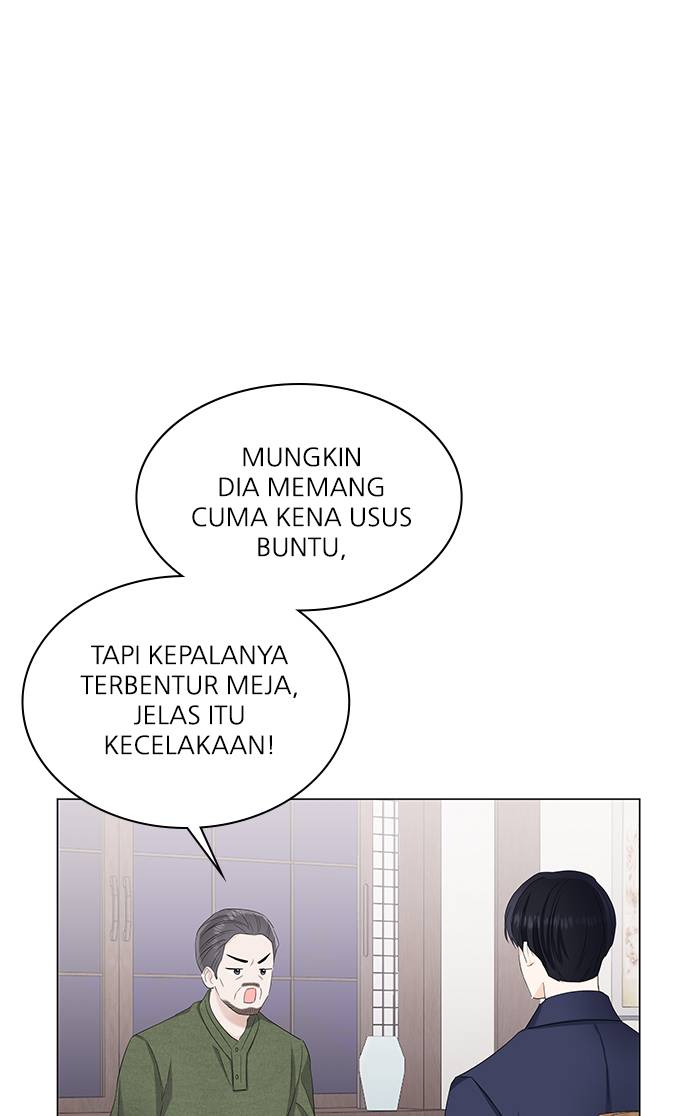 MUNGKIN
DIA MEMANG
CUMA KENA USUS
BUNTU,
TAPI KEPALANYA
TERBENTUR MEJA,
JELAS ITU
KECELAKAAN!